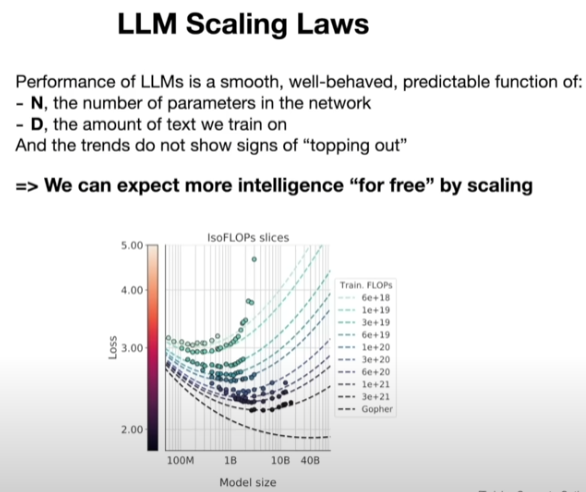 LLM Scaling Laws
Performance of LLMs is a smooth, well-behaved, predictable function of:
- N, the number of parameters in the network
- D, the amount of text we train on
And the trends do not show signs of “topping out”
=> We can expect more intelligence “for free” by scaling
IsoFLOPs slices
5.00
4.00
3.00
2.00
Loss
100M 1B 10B 40B
Model size
Train. FLOPs
6e+18
1e+19
3e+19
6e+19
1e+20
3e+20
6e+20
1e+21
3e+21
Gopher